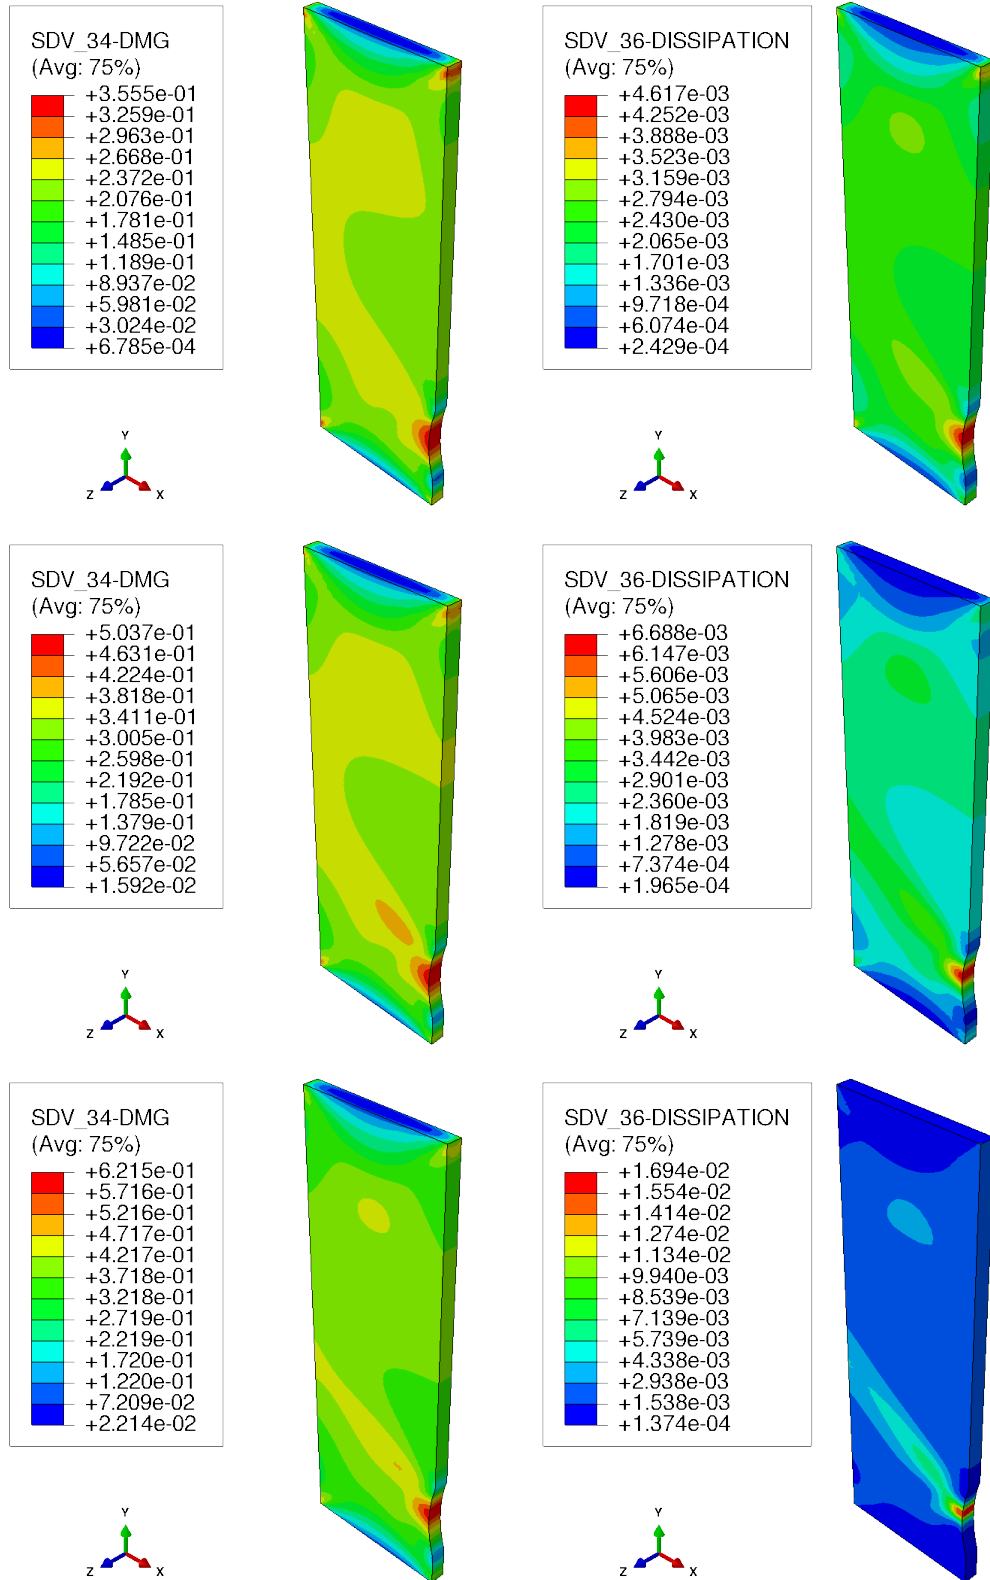 SDV_34-DMG
(Avg: 75%)
+3.555e-01
+3.259e-01
+2.963e-01
+2.668e-01
+2.372e-01
+2.076e-01
+1.781e-01
+1.485e-01
+1.189e-01
+8.937e-02
+5.981e-02
+3.024e-02
+6.785e-04
Y
Z
X
SDV_36-DISSIPATION
(Avg: 75%)
+4.617e-03
+4.252e-03
+3.888e-03
+3.523e-03
+3.159e-03
+2.794e-03
+2.430e-03
+2.065e-03
+1.701e-03
+1.336e-03
+9.718e-04
+6.074e-04
+2.429e-04
Y
Z
X
SDV_34-DMG
(Avg: 75%)
+5.037e-01
+4.631e-01
+4.224e-01
+3.818e-01
+3.411e-01
+3.005e-01
+2.598e-01
+2.192e-01
+1.785e-01
+1.379e-01
+9.722e-02
+5.657e-02
+1.592e-02
Y
Z
X
SDV_36-DISSIPATION
(Avg: 75%)
+6.688e-03
+6.147e-03
+5.606e-03
+5.065e-03
+4.524e-03
+3.983e-03
+3.442e-03
+2.901e-03
+2.360e-03
+1.819e-03
+1.278e-03
+7.374e-04
+1.965e-04
Y
Z
X
SDV_34-DMG
(Avg: 75%)
+6.215e-01
+5.716e-01
+5.216e-01
+4.717e-01
+4.217e-01
+3.718e-01
+3.218e-01
+2.719e-01
+2.219e-01
+1.720e-01
+1.220e-01
+7.209e-02
+2.214e-02
Y
Z
X
SDV_36-DISSIPATION
(Avg: 75%)
+1.694e-02
+1.554e-02
+1.414e-02
+1.274e-02
+1.134e-02
+9.940e-03
+8.539e-03
+7.139e-03
+5.739e-03
+4.338e-03
+2.938e-03
+1.538e-03
+1.374e-04
Y
Z
X